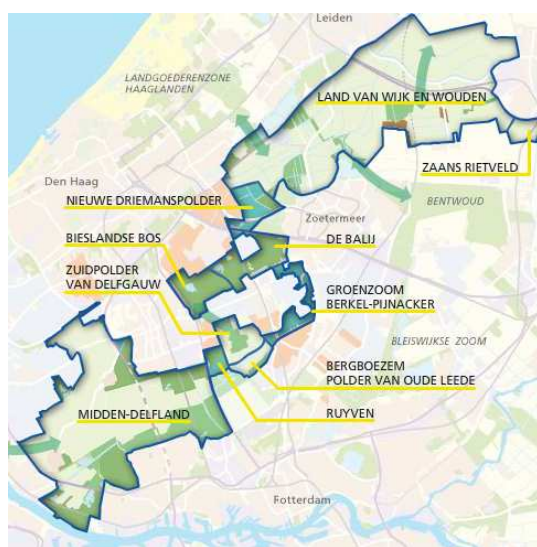 Leiden
LANDGOEDERENZONE
HAAGLANDEN
LAND VAN WIJK EN WOUDEN
ZAANS RIETVELD
Den Haag
NIEUWE DRIEMANSPOLDER
BENTWOUD
Zoetermeer
BIESLANDSE BOS
DE BALIJ
ZUIDPOLDER
VAN DELFGAUW
GROENZOOM
BERKEL-PIJNACKER
BLEISWIJKSE ZOOM
BERGBOEZEM
POLDER VAN OUDE LEEDE
MIDDEN-DELFLAND
RUYVEN
Fotterdam